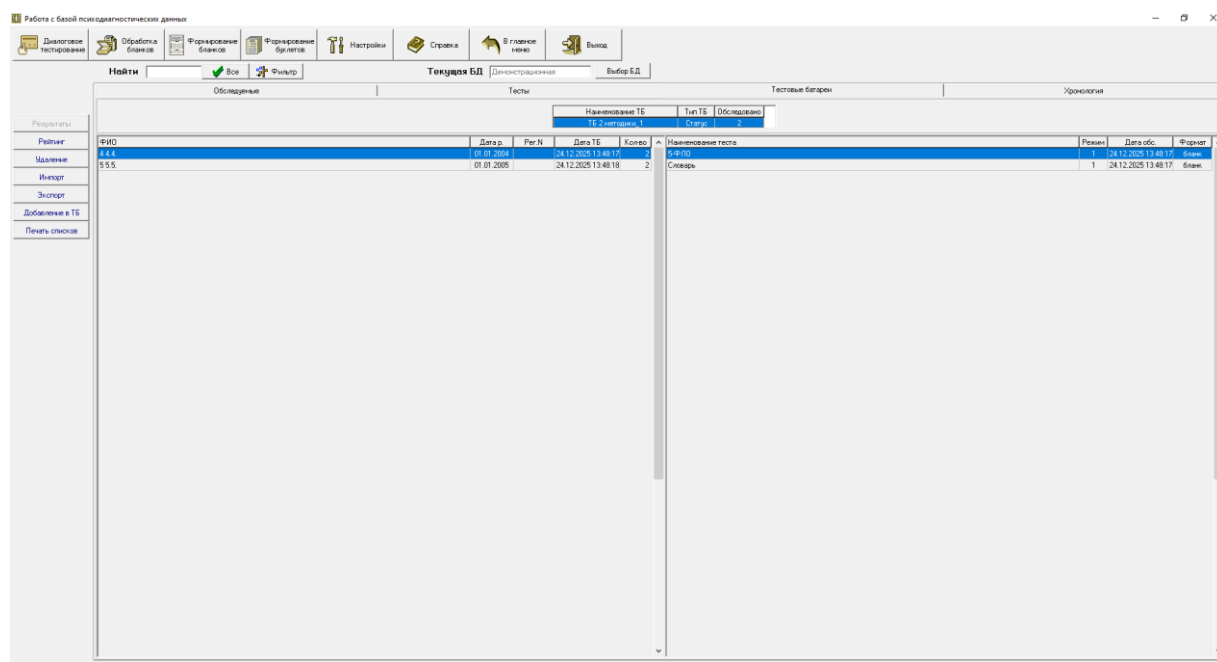 Работа с базой психодиагностических данных
Диалоговое тестирование
Обработка бланков
Формирование бланков
Формирование буклетов
Настройки
Справка
В главное меню
Выход
Найти Все Фильтр Текущая БД Демонстрационная Выбор БД
Обследуемые Тесты Тестовые батареи Хронология
Наименование ТБ Тип ТБ Обследовано
ТБ 2 методики_1 Статус 2
Результаты
Рейтинг
Удаление
Импорт
Экспорт
Добавление в ТБ
Печать списков
ФИО Дата р. Рег.N Дата ТБ Кол-во
4 4.4. 01.01.2004 24.12.2025 13:48:17 2
5 5.5. 01.01.2005 24.12.2025 13:48:18 2
Наименование теста Режим Дата обс. Формат
5-ФПО 1 24.12.2025 13:48:17 бланк
Словарь 1 24.12.2025 13:48:17 бланк